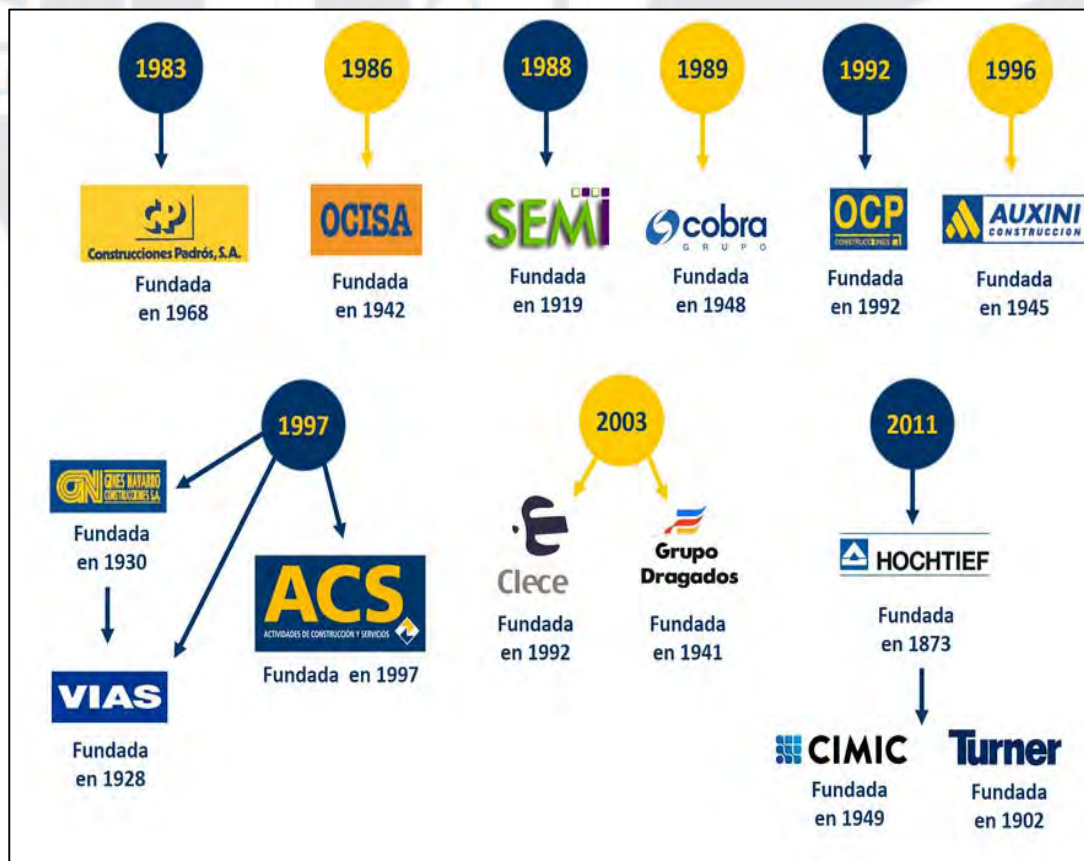 1983
1986
1988
1989
1992
1996
CP
Construcciones Padrós, S.A.
Fundada
en 1968
OCISA
Fundada
en 1942
SEMi
Fundada
en 1919
cobra
GRUPO
Fundada
en 1948
OCP
CONSTRUCCIONES
Fundada
en 1992
AUXINI
CONSTRUCCION
Fundada
en 1945
1997
2003
2011
GN
GINES NAVARRO
CONSTRUCCIONES S.A.
Fundada
en 1930
VIAS
Fundada
en 1928
ACS
ACTIVIDADES DE CONSTRUCCIÓN Y SERVICIOS
Fundada en 1997
Clece
Fundada
en 1992
Grupo
Dragados
Fundada
en 1941
HOCHTIEF
Fundada
en 1873
CIMIC
Fundada
en 1949
Turner
Fundada
en 1902